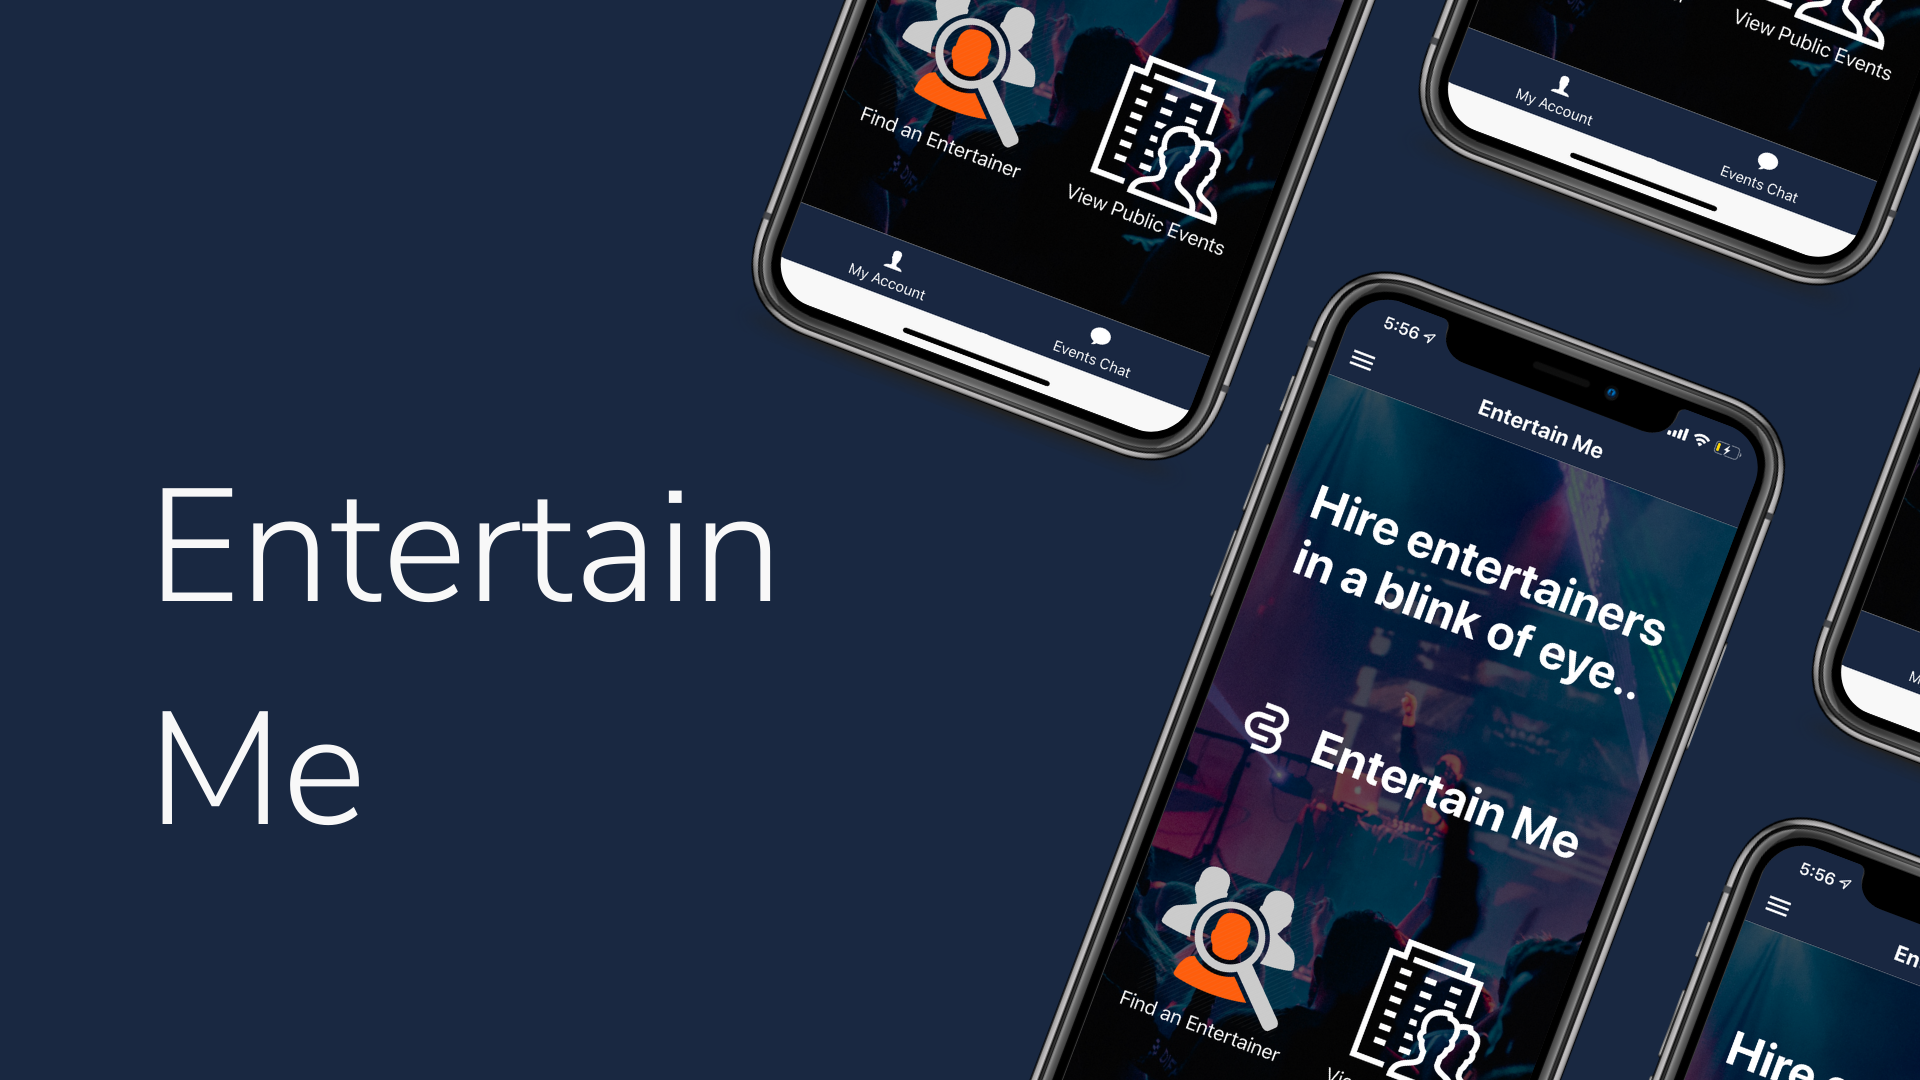 Entertain
Me
Find an Entertainer
View Public Events
My Account
Events Chat
View Public Events
My Account
Events Chat
5:56
Entertain Me
Hire entertainers
in a blink of eye..
Entertain Me
Find an Entertainer
5:56
Hire